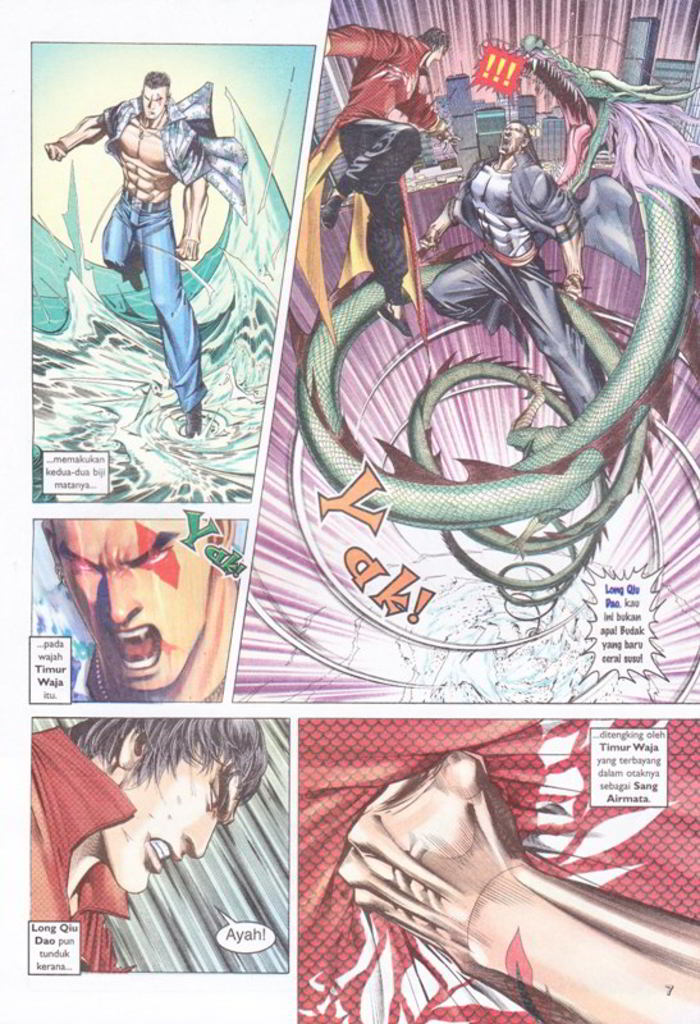 !!!
...memakukan
kedua-dua biji
matanya...
YA!
YAK!
Long Qiu
Dao, kau
ini bukan
apa! Budak
yang baru
cerai susu!
...pada
wajah
Timur
Waja
itu.
...ditengking oleh
Timur Waja
yang terbayang
dalam otaknya
sebagai Sang
Airmata.
Long Qiu
Dao pun
tunduk
kerana...
Ayah!
7